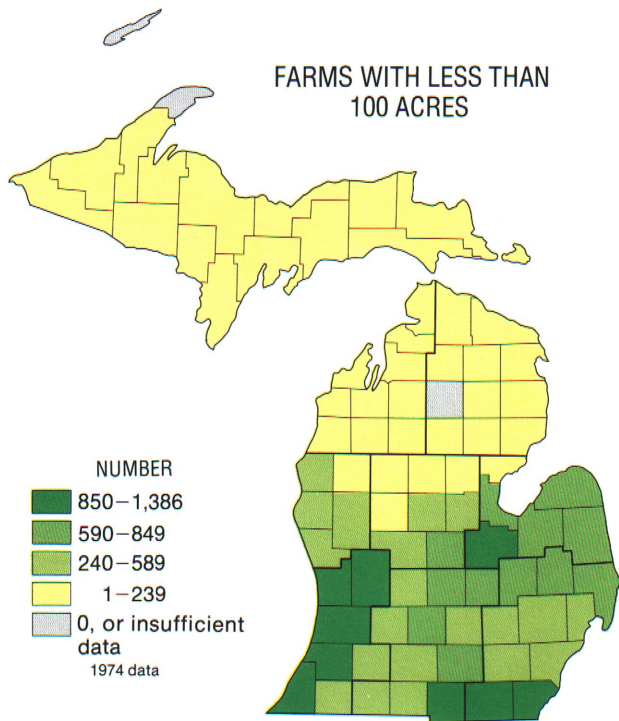 FARMS WITH LESS THAN
100 ACRES
NUMBER
850–1,386
590–849
240–589
1–239
0, or insufficient
data
1974 data